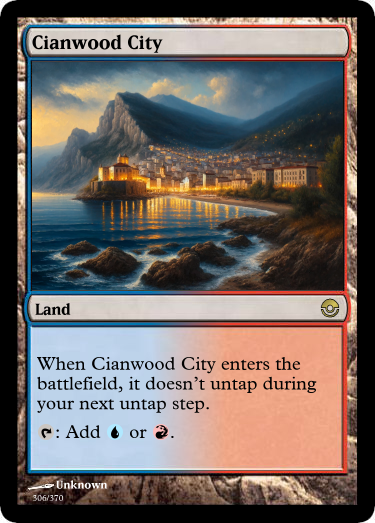 Cianwood City
Land
When Cianwood City enters the
battlefield, it doesn't untap during
your next untap step.
: Add or .
Unknown
306/370